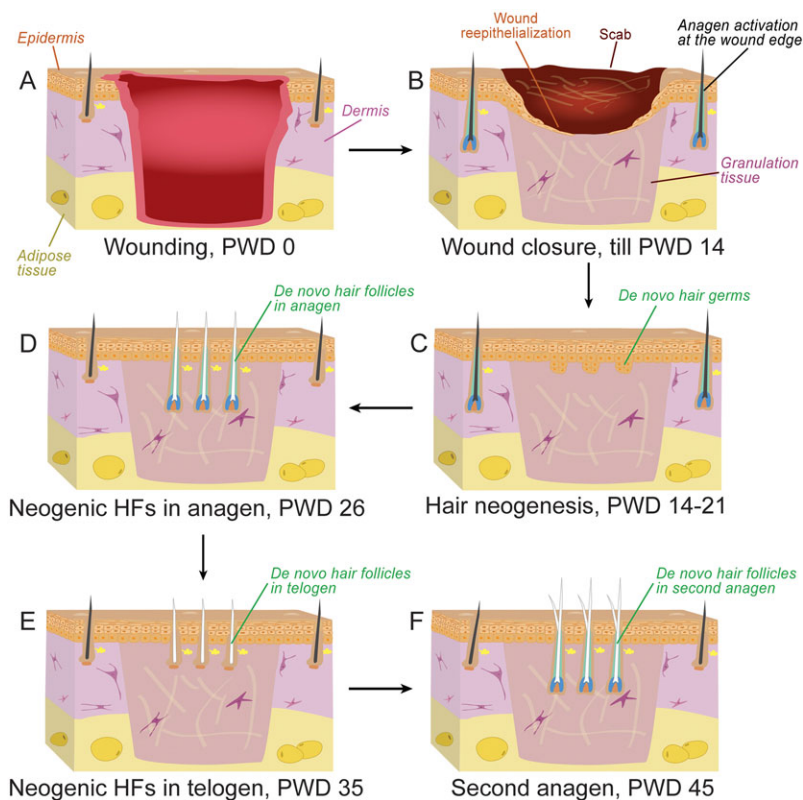 Epidermis
A
Dermis
Adipose
tissue
Wounding, PWD 0
Wound
reepithelialization
Scab
Anagen activation
at the wound edge
B
Granulation
tissue
Wound closure, till PWD 14
De novo hair follicles
in anagen
D
Neogenic HFs in anagen, PWD 26
De novo hair germs
C
Hair neogenesis, PWD 14-21
De novo hair follicles
in telogen
E
Neogenic HFs in telogen, PWD 35
De novo hair follicles
in second anagen
F
Second anagen, PWD 45